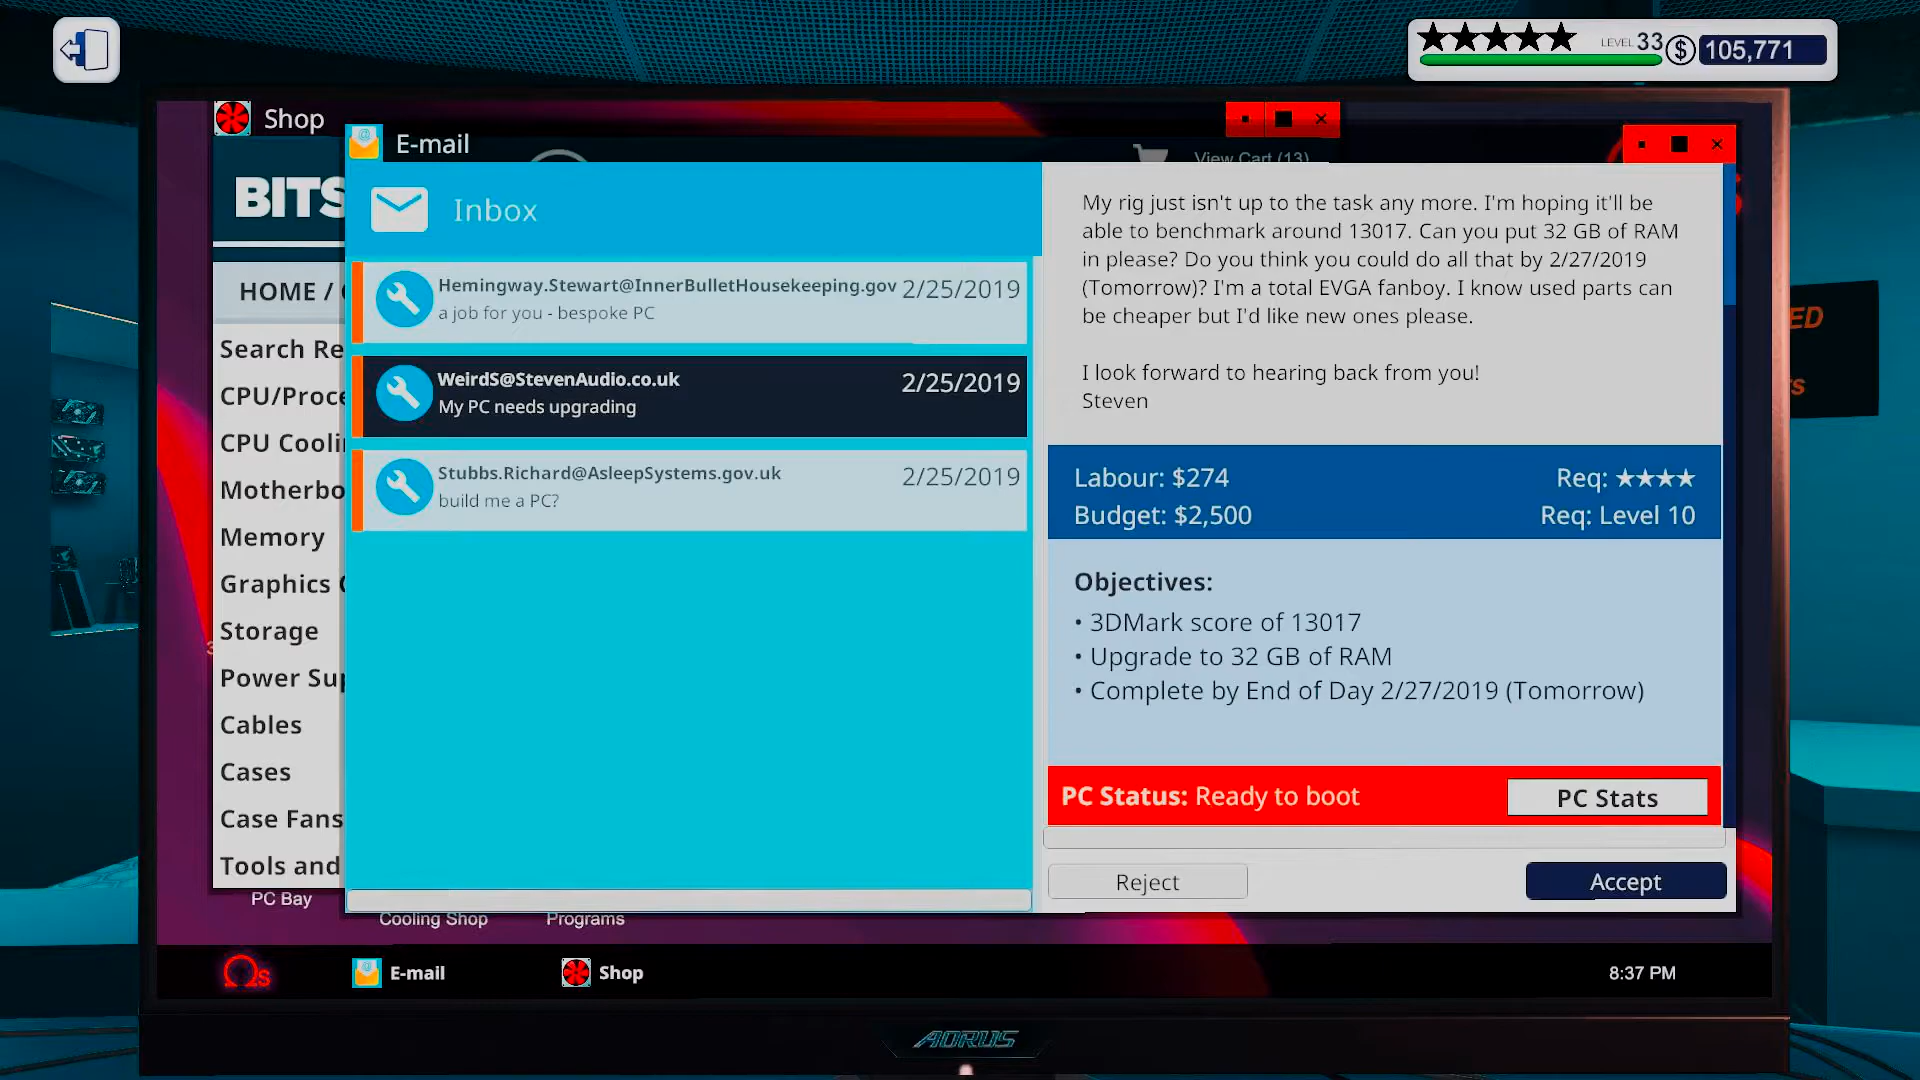 LEVEL 33
$ 105,771
Shop
E-mail
View Cart (13)
BITS
Inbox
HOME /
Search Re
CPU/Proce
CPU Cooli
Motherbo
Memory
Graphics
Storage
Power Sup
Cables
Cases
Case Fans
Tools and
Hemingway.Stewart@InnerBulletHousekeeping.gov 2/25/2019
a job for you - bespoke PC
WeirdS@StevenAudio.co.uk 2/25/2019
My PC needs upgrading
Stubbs.Richard@AsleepSystems.gov.uk 2/25/2019
build me a PC?
My rig just isn't up to the task any more. I'm hoping it'll be
able to benchmark around 13017. Can you put 32 GB of RAM
in please? Do you think you could do all that by 2/27/2019
(Tomorrow)? I'm a total EVGA fanboy. I know used parts can
be cheaper but I'd like new ones please.
I look forward to hearing back from you!
Steven
Labour: $274 Req: ★★★★
Budget: $2,500 Req: Level 10
Objectives:
• 3DMark score of 13017
• Upgrade to 32 GB of RAM
• Complete by End of Day 2/27/2019 (Tomorrow)
PC Status: Ready to boot PC Stats
Reject Accept
PC Bay
Cooling Shop Programs
Ωs E-mail Shop 8:37 PM
AORUS
ED